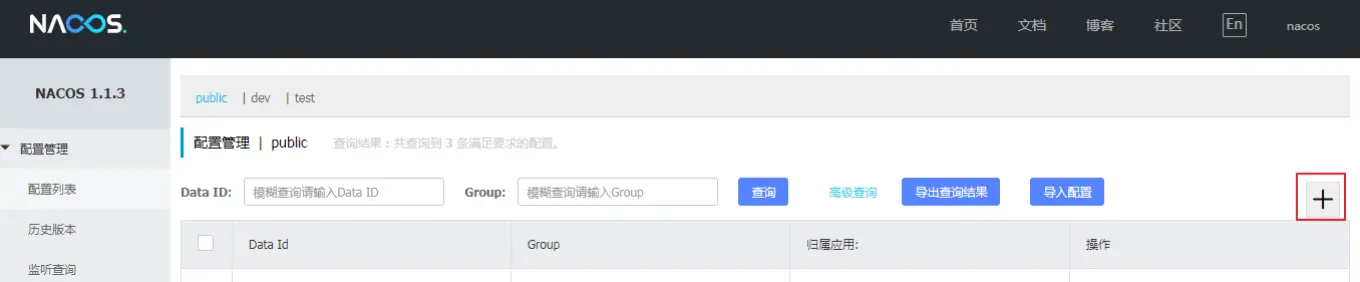 NACOS. 首页 文档 博客 社区 En nacos
NACOS 1.1.3
public | dev | test
配置管理
配置管理 | public 查询结果：共查询到 3 条满足要求的配置。
配置列表
Data ID: 模糊查询请输入Data ID Group: 模糊查询请输入Group 查询 高级查询 导出查询结果 导入配置 +
历史版本
Data Id Group 归属应用: 操作
监听查询